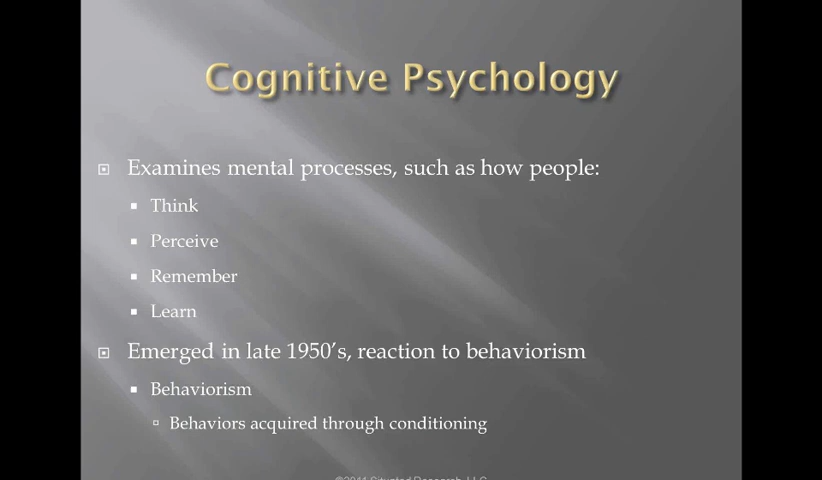 Cognitive Psychology
Examines mental processes, such as how people:
Think
Perceive
Remember
Learn
Emerged in late 1950's, reaction to behaviorism
Behaviorism
Behaviors acquired through conditioning